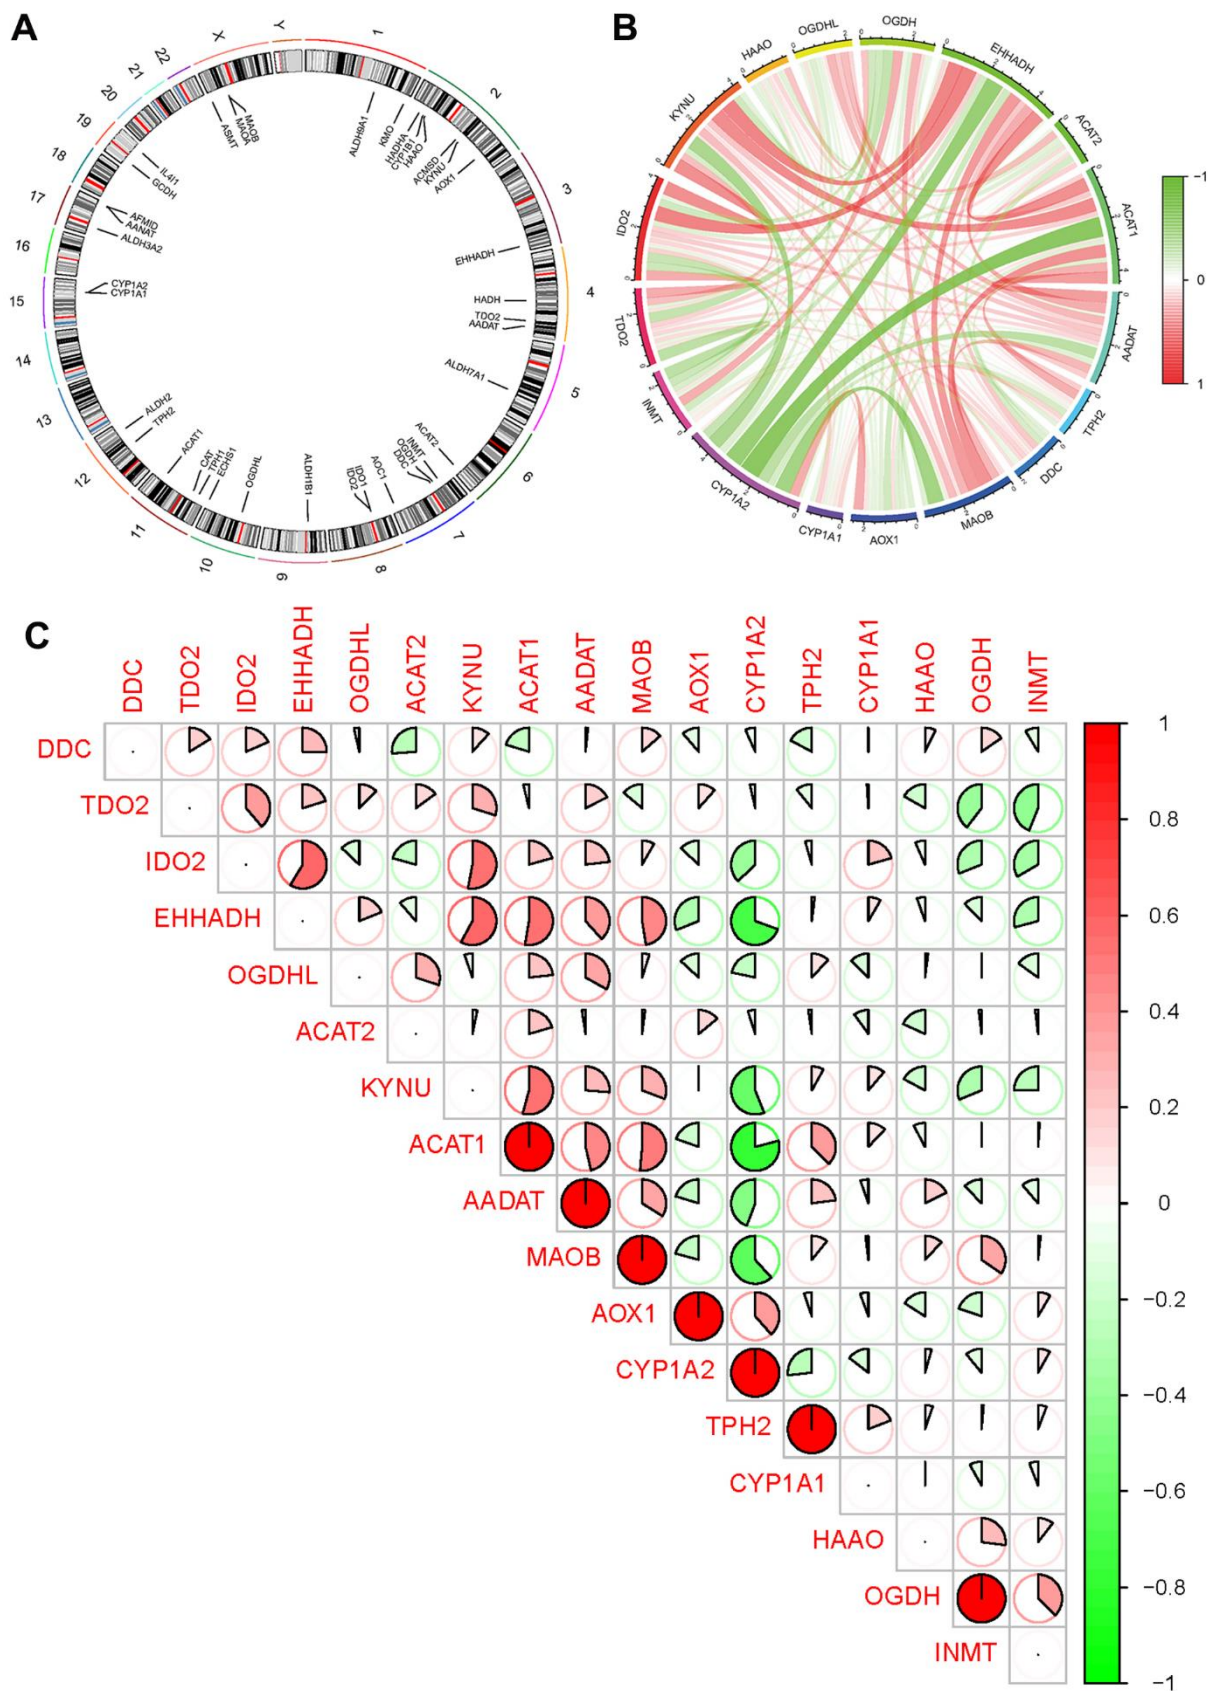 A
1
2
3
4
5
6
7
8
9
10
11
12
13
14
15
16
17
18
19
20
21
22
X
Y
ALDH9A1
KMO
HADHA
CYP1B1
HAAO
ACMSD
KYNU
AOX1
EHHADH
HADH
TDO2
AADAT
ALDH7A1
ACAT2
INMT
OGDH
DDC
AOC1
IDO1
IDO2
ALDH1B1
OGDHL
ECHS1
TPH1
CAT
ACAT1
TPH2
ALDH2
CYP1A2
CYP1A1
ALDH3A2
AANAT
AFMID
GCDH
IL4I1
ASMT
MAOA
MAOB
B
OGDH
EHHADH
ACAT2
ACAT1
AADAT
TPH2
DDC
MAOB
AOX1
CYP1A1
CYP1A2
INMT
TDO2
IDO2
KYNU
HAAO
OGDHL
-1
0
1
C
DDC
TDO2
IDO2
EHHADH
OGDHL
ACAT2
KYNU
ACAT1
AADAT
MAOB
AOX1
CYP1A2
TPH2
CYP1A1
HAAO
OGDH
INMT
DDC
TDO2
IDO2
EHHADH
OGDHL
ACAT2
KYNU
ACAT1
AADAT
MAOB
AOX1
CYP1A2
TPH2
CYP1A1
HAAO
OGDH
INMT
1
0.8
0.6
0.4
0.2
0
−0.2
−0.4
−0.6
−0.8
−1